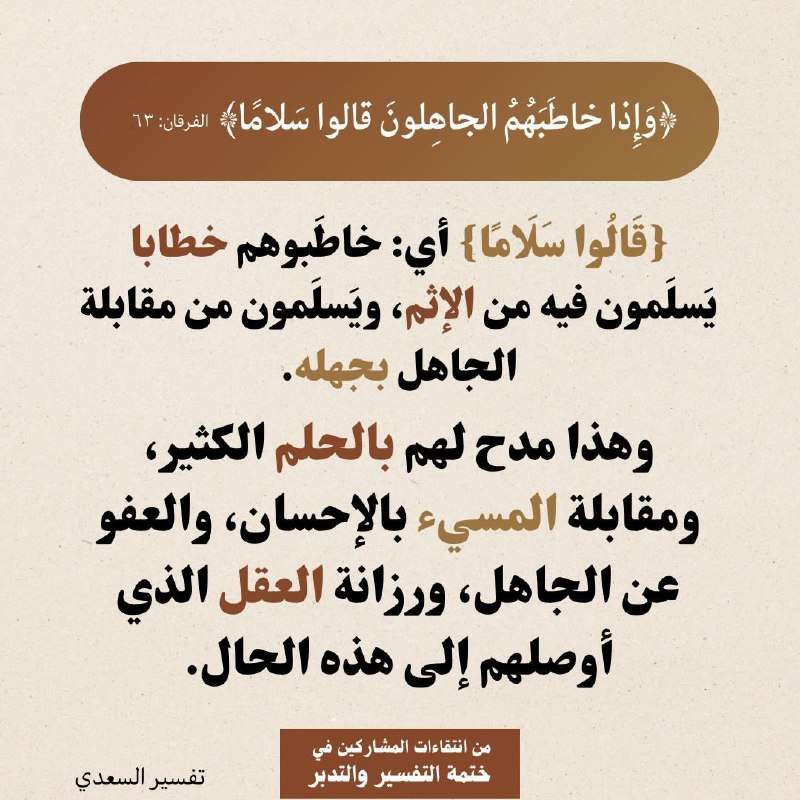 ﴿وَإِذا خاطَبَهُمُ الجاهِلونَ قالوا سَلامًا﴾ الفرقان: ٦٣
{قَالُوا سَلَامًا} أي: خاطَبوهم خطابا
يَسلَمون فيه من الإثم، ويَسلَمون من مقابلة
الجاهل بجهله.
وهذا مدح لهم بالحلم الكثير،
ومقابلة المسيء بالإحسان، والعفو
عن الجاهل، ورزانة العقل الذي
أوصلهم إلى هذه الحال.
من انتقاءات المشاركين في
ختمة التفسير والتدبر
تفسير السعدي